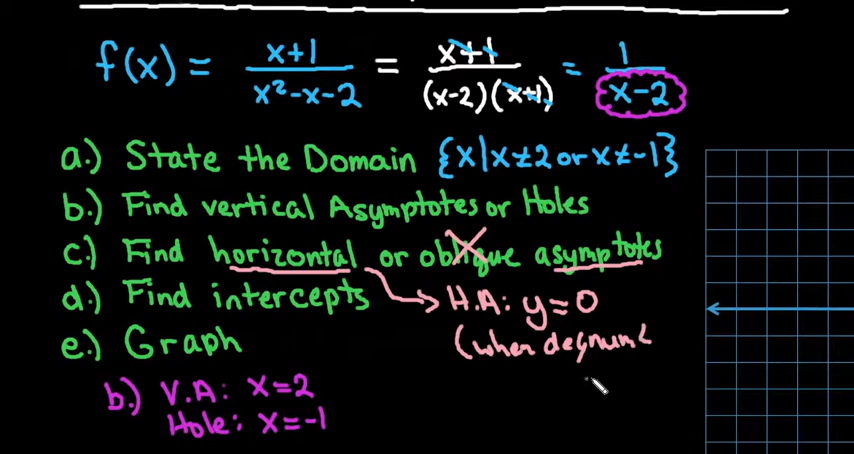 f(x) = x+1 / x²-x-2 = x+1 / (x-2)(x+1) = 1 / x-2
a.) State the Domain {x|x≠2 or x≠-1}
b.) Find vertical Asymptotes or Holes
c.) Find horizontal or oblique asymptotes
d.) Find intercepts H.A: y=0
e.) Graph (when deg num<
b.) V.A: x=2
Hole: x=-1